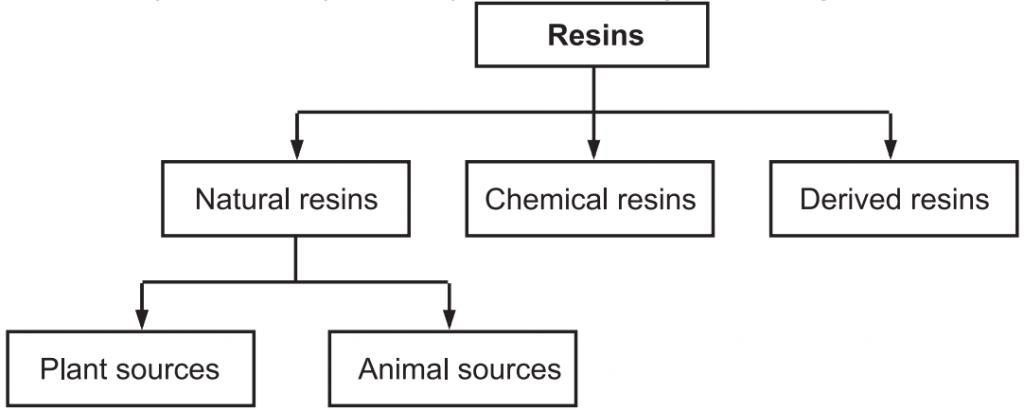 Resins
Natural resins
Chemical resins
Derived resins
Plant sources
Animal sources